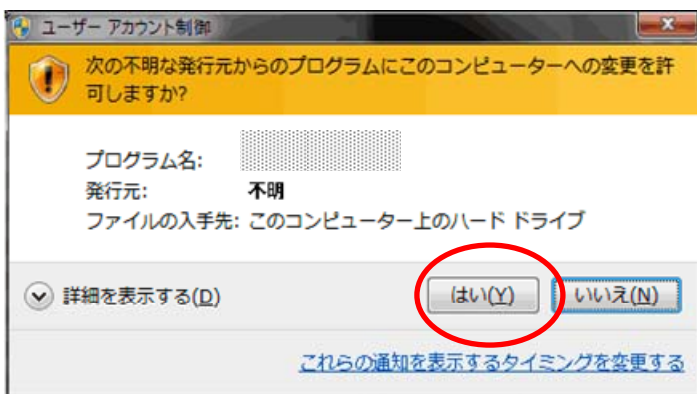 ユーザー アカウント制御
次の不明な発行元からのプログラムにこのコンピューターへの変更を許
可しますか?
プログラム名:
発行元: 不明
ファイルの入手先: このコンピューター上のハード ドライブ
詳細を表示する(D) はい(Y) いいえ(N)
これらの通知を表示するタイミングを変更する